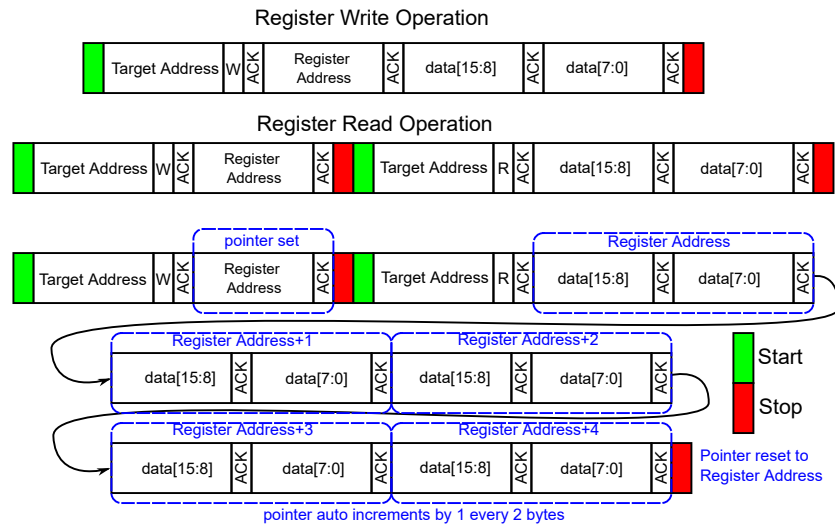 Register Write Operation
Target Address W ACK Register Address ACK data[15:8] ACK data[7:0] ACK
Register Read Operation
Target Address W ACK Register Address ACK Target Address R ACK data[15:8] ACK data[7:0] ACK
pointer set Register Address
Target Address W ACK Register Address ACK Target Address R ACK data[15:8] ACK data[7:0] ACK
Register Address+1 Register Address+2
data[15:8] ACK data[7:0] ACK data[15:8] ACK data[7:0] ACK
Start
Stop
Register Address+3 Register Address+4
data[15:8] ACK data[7:0] ACK data[15:8] ACK data[7:0] ACK
Pointer reset to
Register Address
pointer auto increments by 1 every 2 bytes